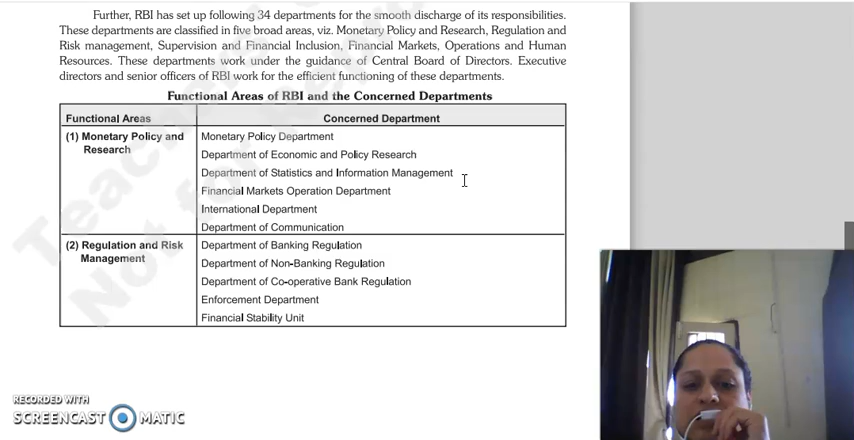 Further, RBI has set up following 34 departments for the smooth discharge of its responsibilities.
These departments are classified in five broad areas, viz. Monetary Policy and Research, Regulation and
Risk management, Supervision and Financial Inclusion, Financial Markets, Operations and Human
Resources. These departments work under the guidance of Central Board of Directors. Executive
directors and senior officers of RBI work for the efficient functioning of these departments.
Functional Areas of RBI and the Concerned Departments
Functional Areas Concerned Department
(1) Monetary Policy and Research
Monetary Policy Department
Department of Economic and Policy Research
Department of Statistics and Information Management
Financial Markets Operation Department
International Department
Department of Communication
(2) Regulation and Risk Management
Department of Banking Regulation
Department of Non-Banking Regulation
Department of Co-operative Bank Regulation
Enforcement Department
Financial Stability Unit
RECORDED WITH
SCREENCAST MATIC